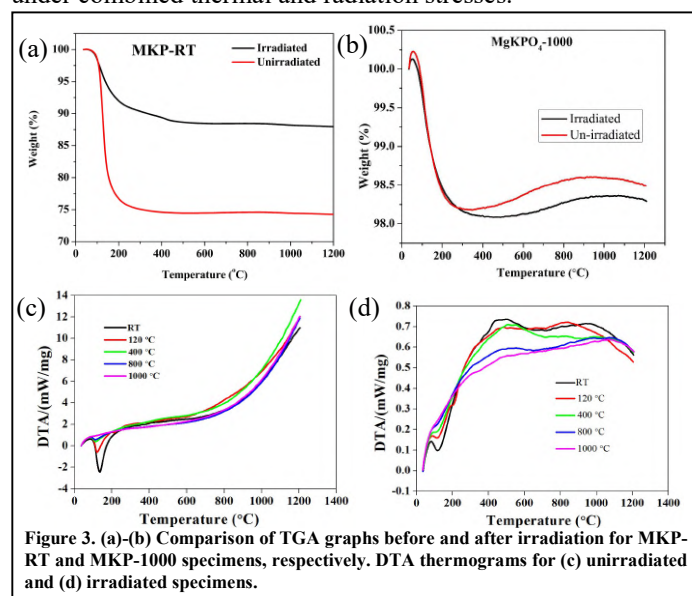 under combined thermal and radiation stresses.
(a)
MKP-RT
Irradiated
Unirradiated
100
95
90
85
80
75
70
Weight (%)
0 200 400 600 800 1000 1200
Temperature (°C)
(b)
MgKPO4-1000
Irradiated
Un-irradiated
100.0
99.6
99.2
98.8
98.4
98.0
Weight (%)
0 200 400 600 800 1000 1200
Temperature (°C)
(c)
RT
120 °C
400 °C
800 °C
1000 °C
14
12
10
8
6
4
2
0
-2
-4
DTA/(mW/mg)
0 200 400 600 800 1000 1200 1400
Temperature (°C)
(d)
RT
120 °C
400 °C
800 °C
1000 °C
0.8
0.7
0.6
0.5
0.4
0.3
0.2
0.1
0.0
-0.1
DTA/(mW/mg)
0 200 400 600 800 1000 1200 1400
Temperature (°C)
Figure 3. (a)-(b) Comparison of TGA graphs before and after irradiation for MKP-
RT and MKP-1000 specimens, respectively. DTA thermograms for (c) unirradiated
and (d) irradiated specimens.